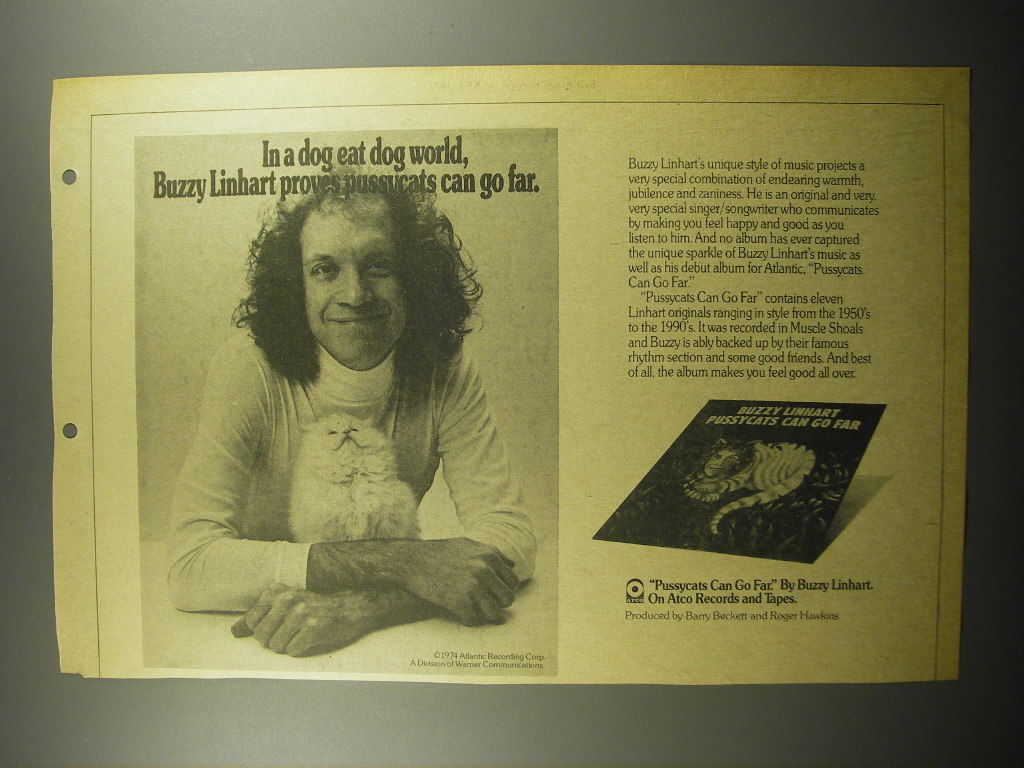 In a dog eat dog world,
Buzzy Linhart proves pussycats can go far.
© 1974 Atlantic Recording Corp.
A Division of Warner Communications
Buzzy Linhart's unique style of music projects a
very special combination of endearing warmth,
jubilence and zaniness. He is an original and very,
very special singer/songwriter who communicates
by making you feel happy and good as you
listen to him. And no album has ever captured
the unique sparkle of Buzzy Linhart's music as
well as his debut album for Atlantic, "Pussycats
Can Go Far."
"Pussycats Can Go Far" contains eleven
Linhart originals ranging in style from the 1950's
to the 1990's. It was recorded in Muscle Shoals
and Buzzy is ably backed up by their famous
rhythm section and some good friends. And best
of all, the album makes you feel good all over.
BUZZY LINHART
PUSSYCATS CAN GO FAR
ATCO
"Pussycats Can Go Far." By Buzzy Linhart.
On Atco Records and Tapes.
Produced by Barry Beckett and Roger Hawkins